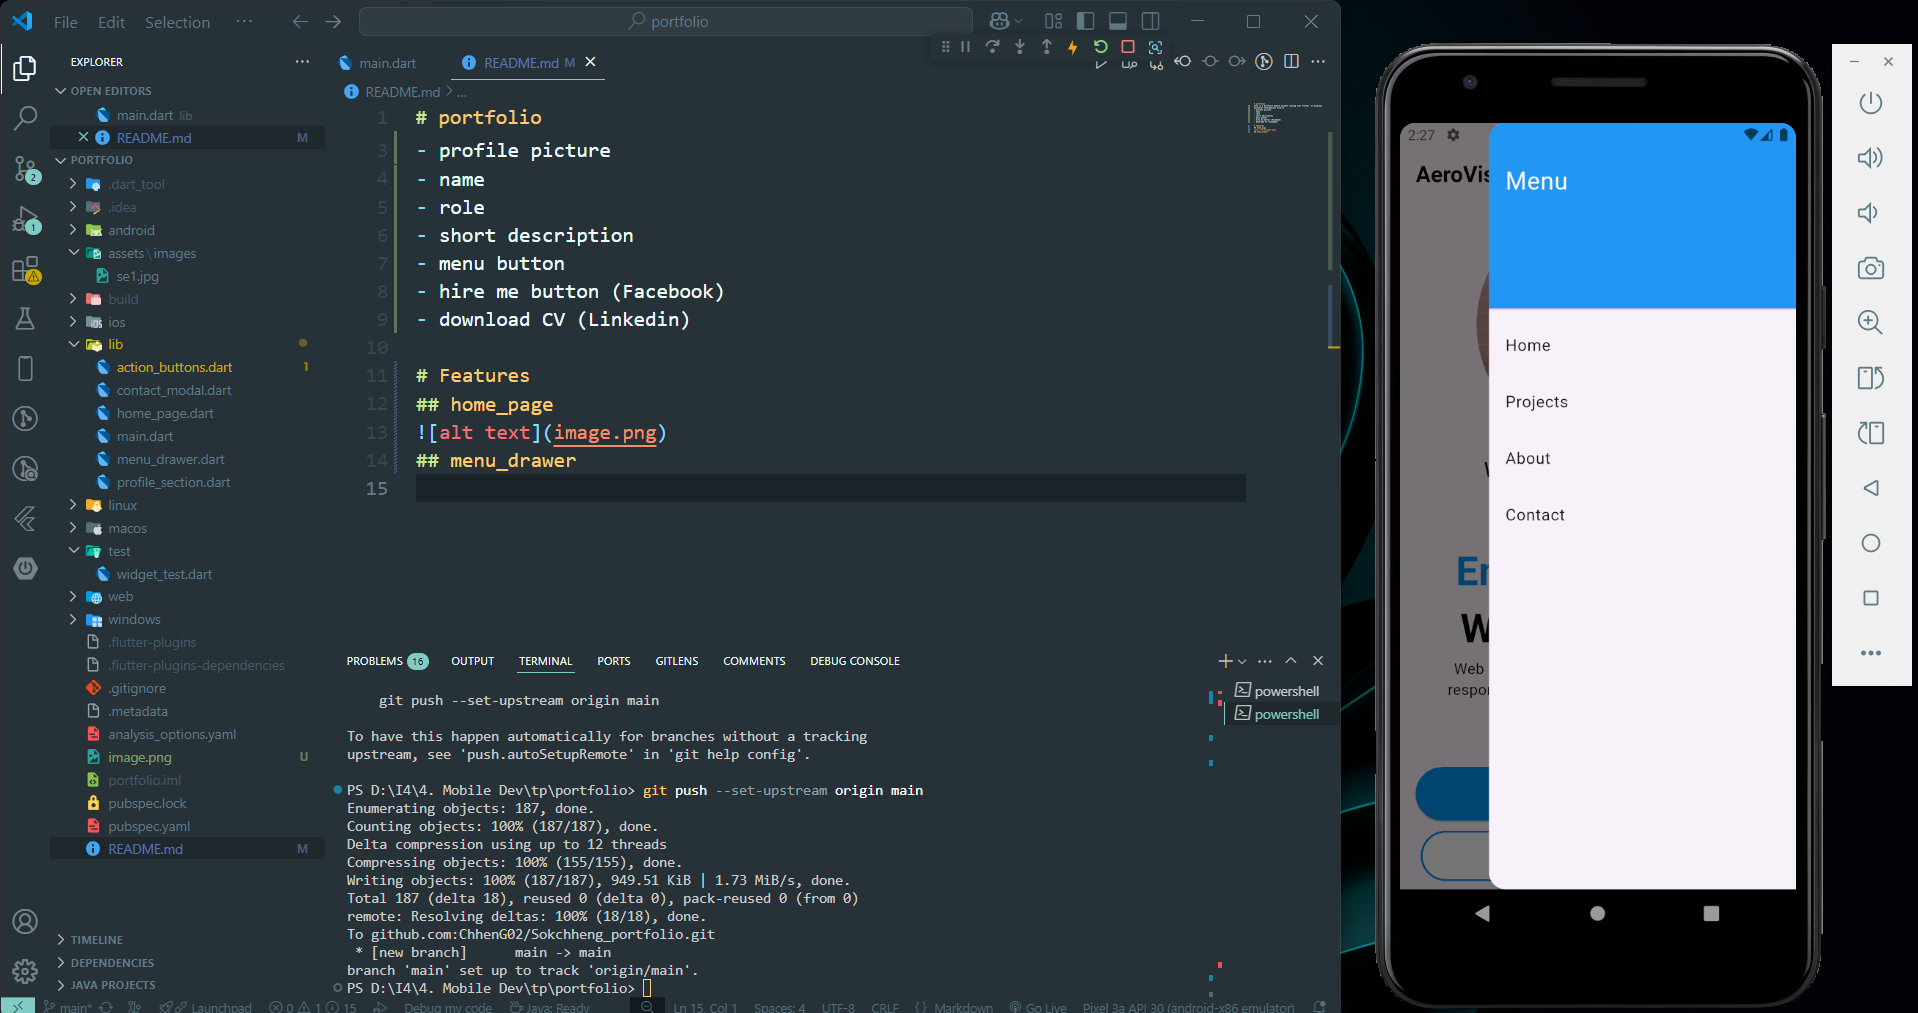 File Edit Selection ···
portfolio
EXPLORER
OPEN EDITORS
main.dart lib
README.md M
PORTFOLIO
.dart_tool
.idea
android
assets \ images
se1.jpg
build
ios
lib
action_buttons.dart 1
contact_modal.dart
home_page.dart
main.dart
menu_drawer.dart
profile_section.dart
linux
macos
test
widget_test.dart
web
windows
.flutter-plugins
.flutter-plugins-dependencies
.gitignore
.metadata
analysis_options.yaml
image.png U
portfolio.iml
pubspec.lock
pubspec.yaml
README.md M
TIMELINE
DEPENDENCIES
JAVA PROJECTS
2
1
main.dart
README.md M
README.md > ...
1 # portfolio
3 - profile picture
4 - name
5 - role
6 - short description
7 - menu button
8 - hire me button (Facebook)
9 - download CV (Linkedin)
10
11 # Features
12 ## home_page
13 ![alt text](image.png)
14 ## menu_drawer
15
PROBLEMS 16 OUTPUT TERMINAL PORTS GITLENS COMMENTS DEBUG CONSOLE
powershell
powershell
git push --set-upstream origin main
To have this happen automatically for branches without a tracking
upstream, see 'push.autoSetupRemote' in 'git help config'.
PS D:\I4\4. Mobile Dev\tp\portfolio> git push --set-upstream origin main
Enumerating objects: 187, done.
Counting objects: 100% (187/187), done.
Delta compression using up to 12 threads
Compressing objects: 100% (155/155), done.
Writing objects: 100% (187/187), 949.51 KiB | 1.73 MiB/s, done.
Total 187 (delta 18), reused 0 (delta 0), pack-reused 0 (from 0)
remote: Resolving deltas: 100% (18/18), done.
To github.com:ChhenG02/Sokchheng_portfolio.git
* [new branch] main -> main
branch 'main' set up to track 'origin/main'.
PS D:\I4\4. Mobile Dev\tp\portfolio>
main* Launchpad 0 1 15 Debug my code Java: Ready Ln 15, Col 1 Spaces: 4 UTF-8 CRLF {} Markdown Go Live Pixel 3a API 30 (android-x86 emulator)
2:27
AeroVis
Menu
Home
Projects
About
Contact
W
Web
respon